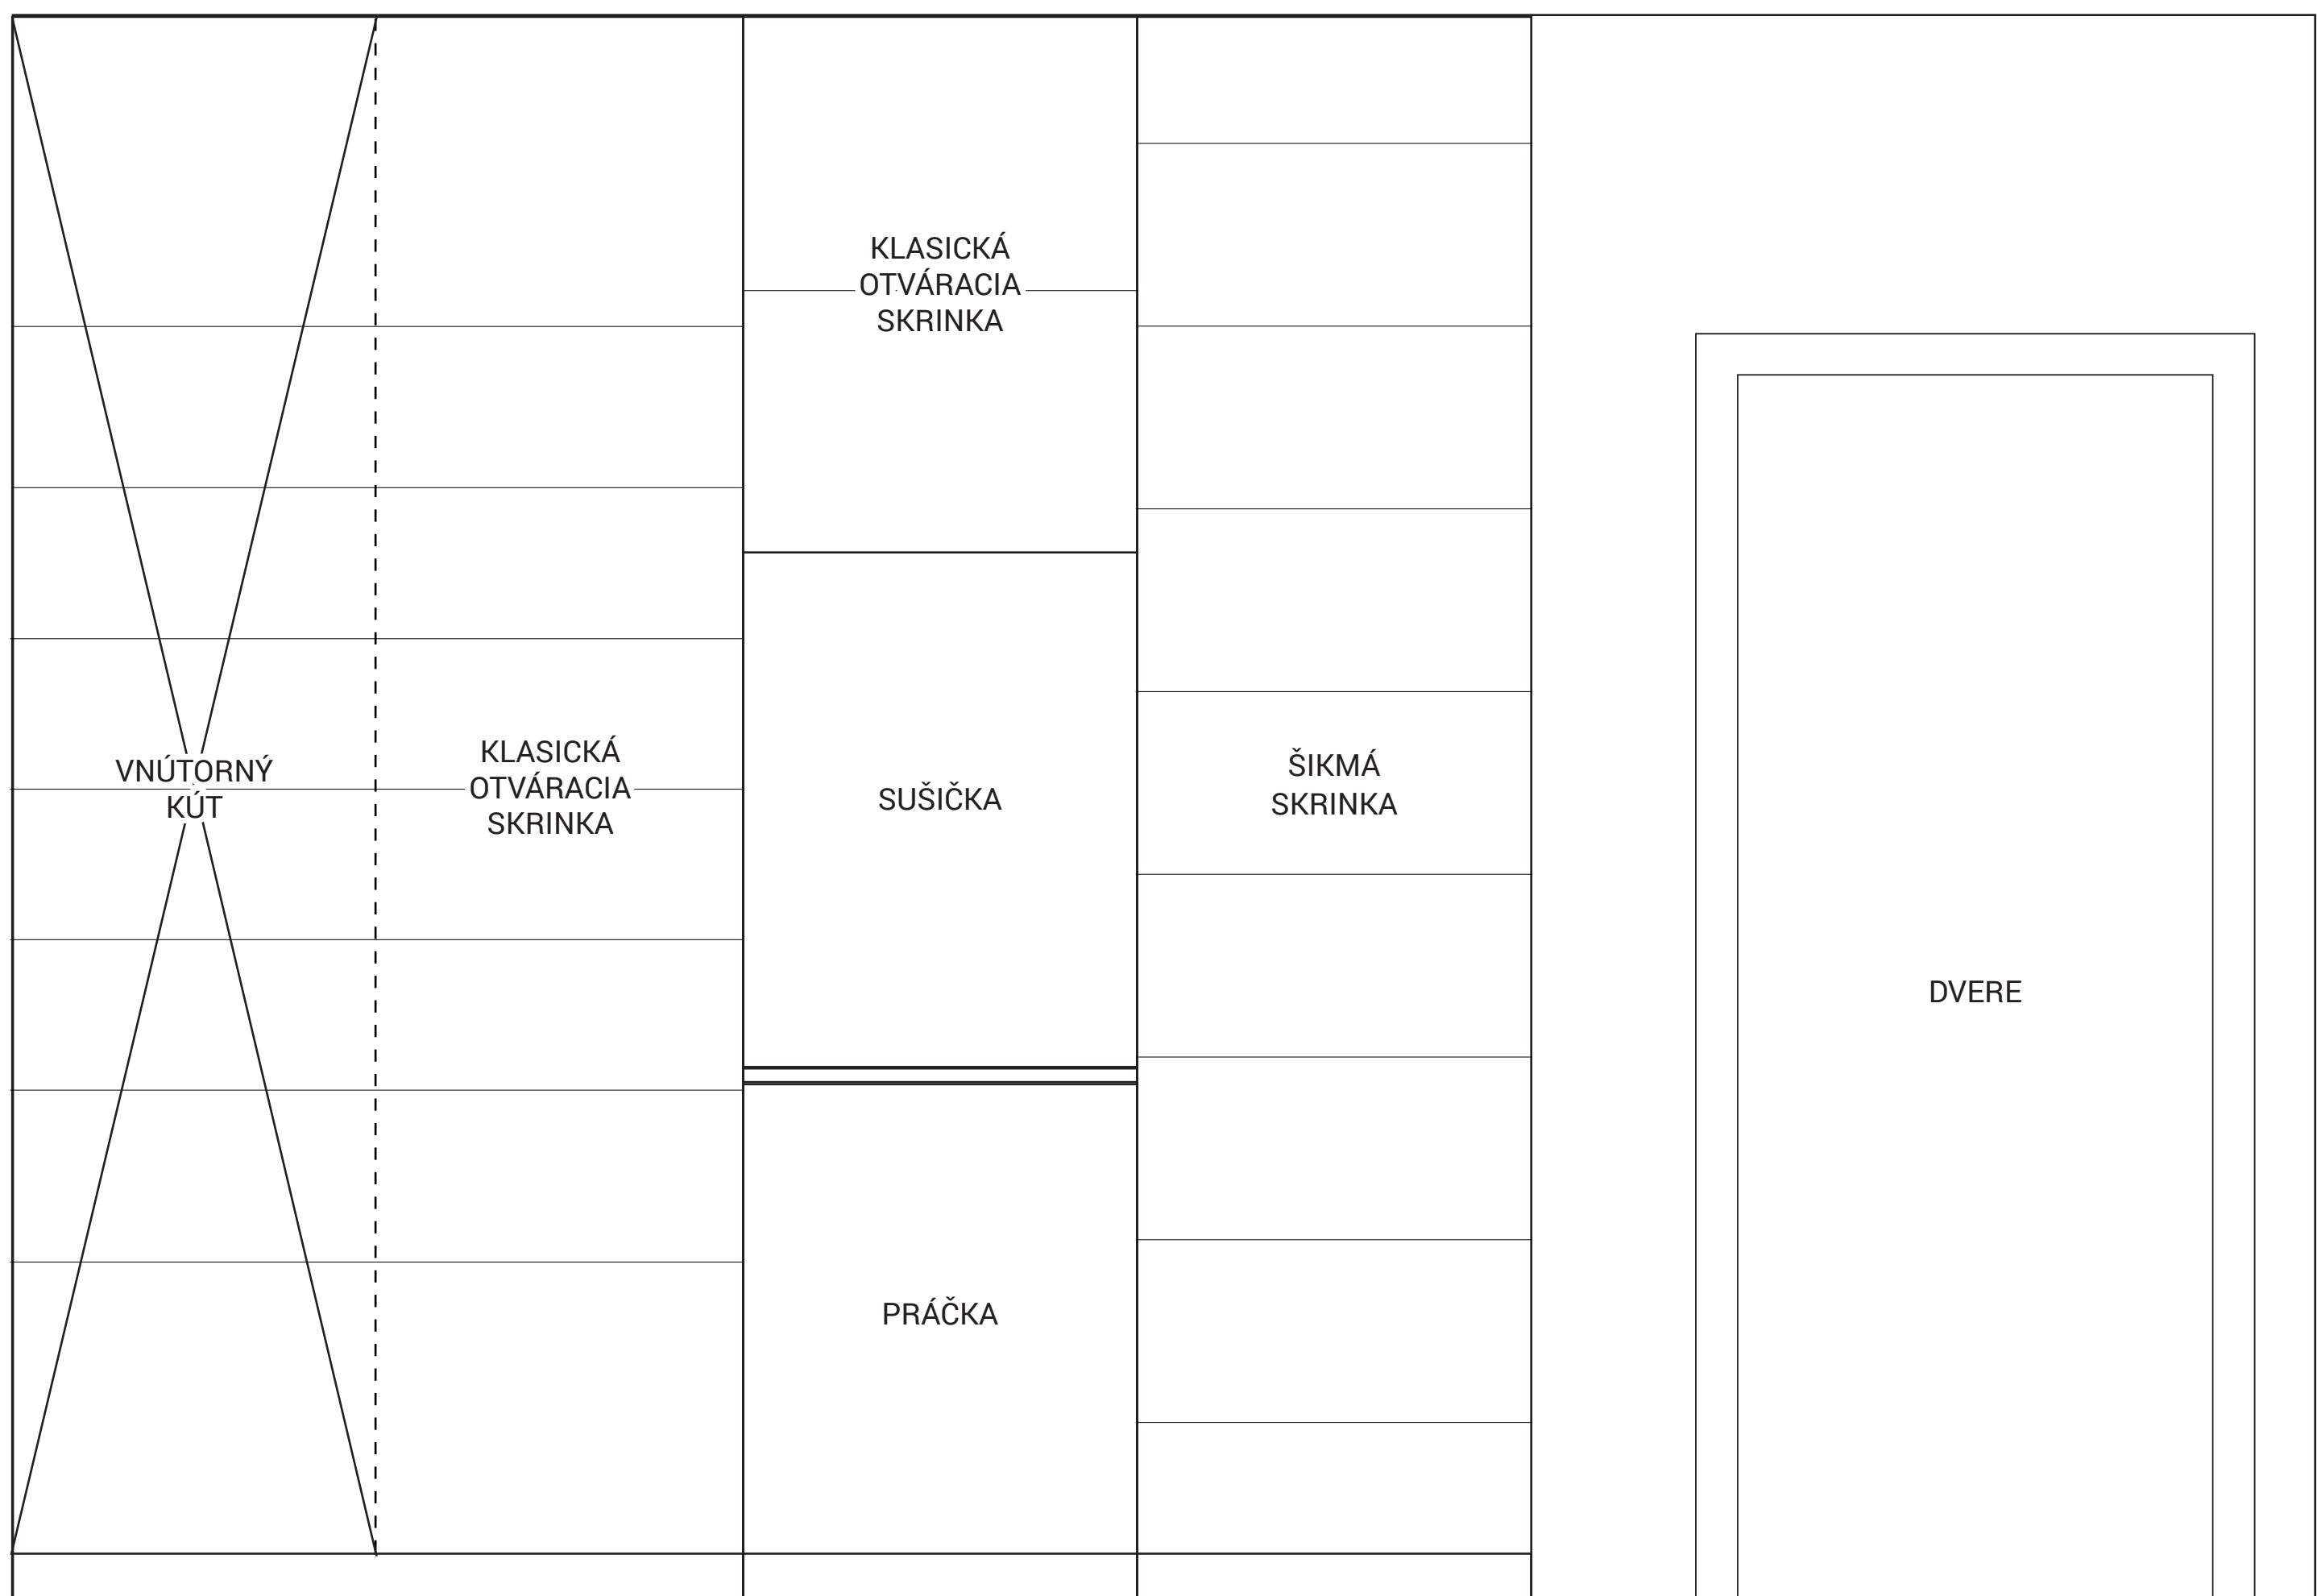 VNÚTORNÝ
KÚT
KLASICKÁ
OTVÁRACIA
SKRINKA
KLASICKÁ
OTVÁRACIA
SKRINKA
SUŠIČKA
PRÁČKA
ŠIKMÁ
SKRINKA
DVERE